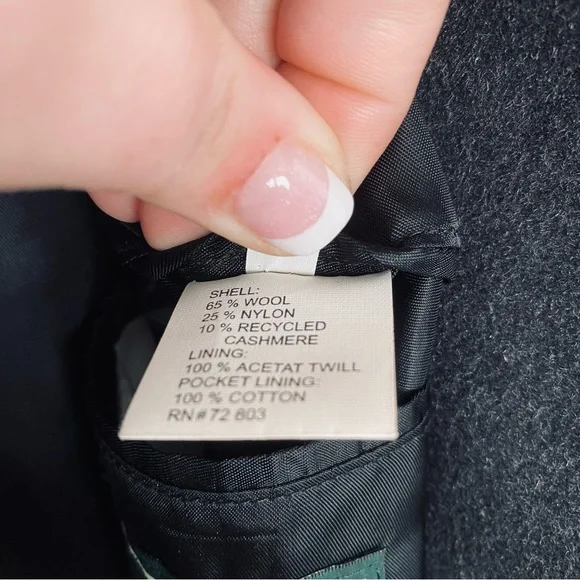 SHELL:
65 % WOOL
25 % NYLON
10 % RECYCLED
CASHMERE
LINING:
100 % ACETAT TWILL
POCKET LINING:
100 % COTTON
RN # 72 803